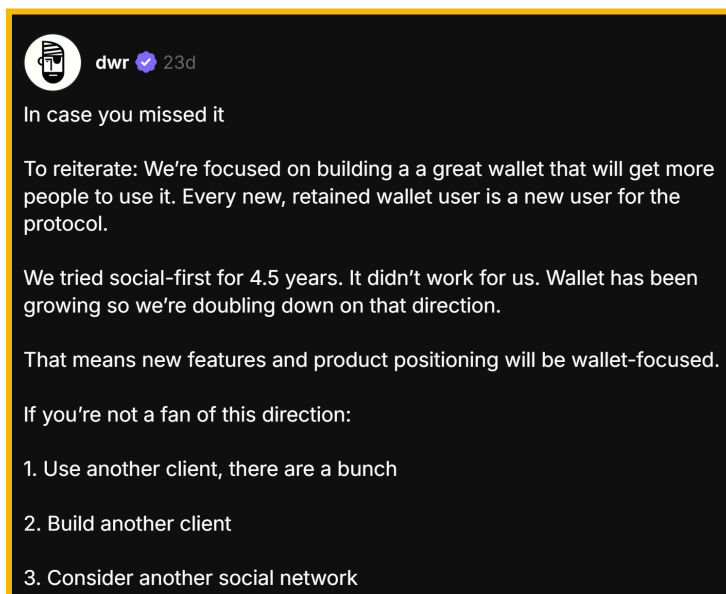 dwr 23d
In case you missed it
To reiterate: We’re focused on building a a great wallet that will get more
people to use it. Every new, retained wallet user is a new user for the
protocol.
We tried social-first for 4.5 years. It didn’t work for us. Wallet has been
growing so we’re doubling down on that direction.
That means new features and product positioning will be wallet-focused.
If you’re not a fan of this direction:
1. Use another client, there are a bunch
2. Build another client
3. Consider another social network